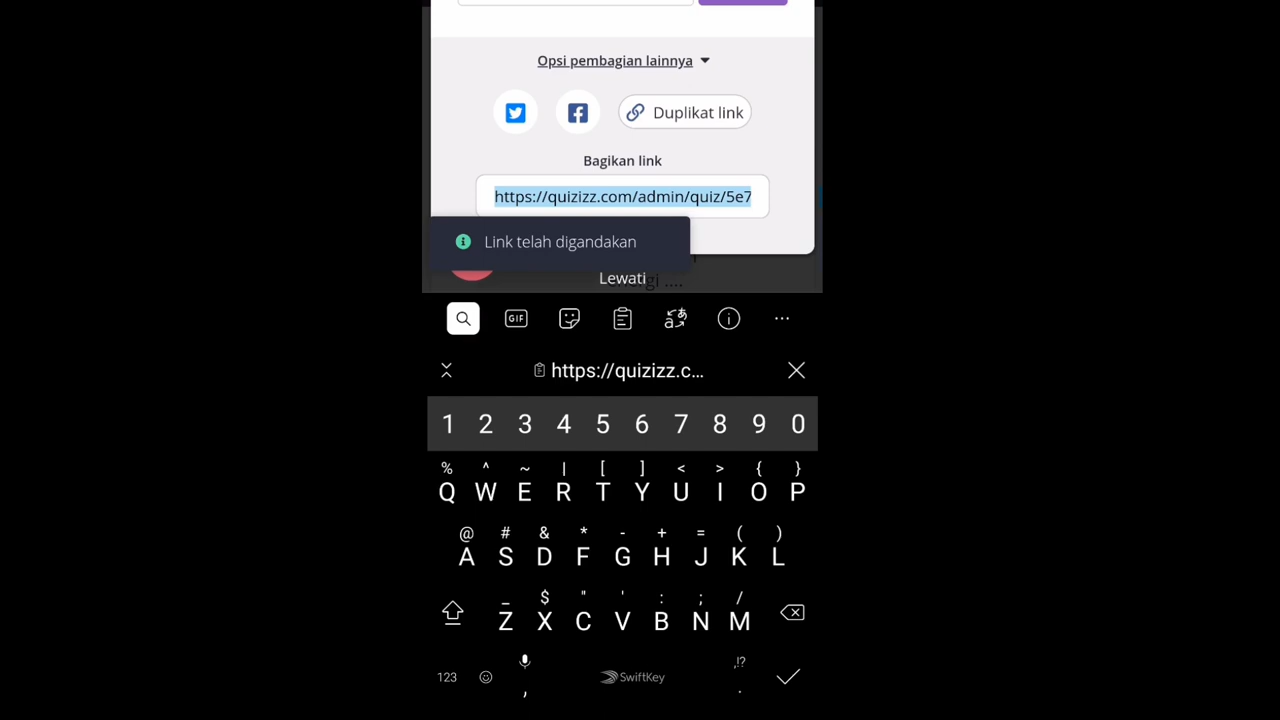 Opsi pembagian lainnya
Duplikat link
Bagikan link
https://quizizz.com/admin/quiz/5e7
Link telah digandakan
Lewati
GIF
https://quizizz.c...
1 2 3 4 5 6 7 8 9 0
% ^ ~ | [ ] < > { }
Q W E R T Y U I O P
@ # & * - + = ( )
A S D F G H J K L
_ $ " ' : ; /
Z X C V B N M
,!?
123 , SwiftKey .